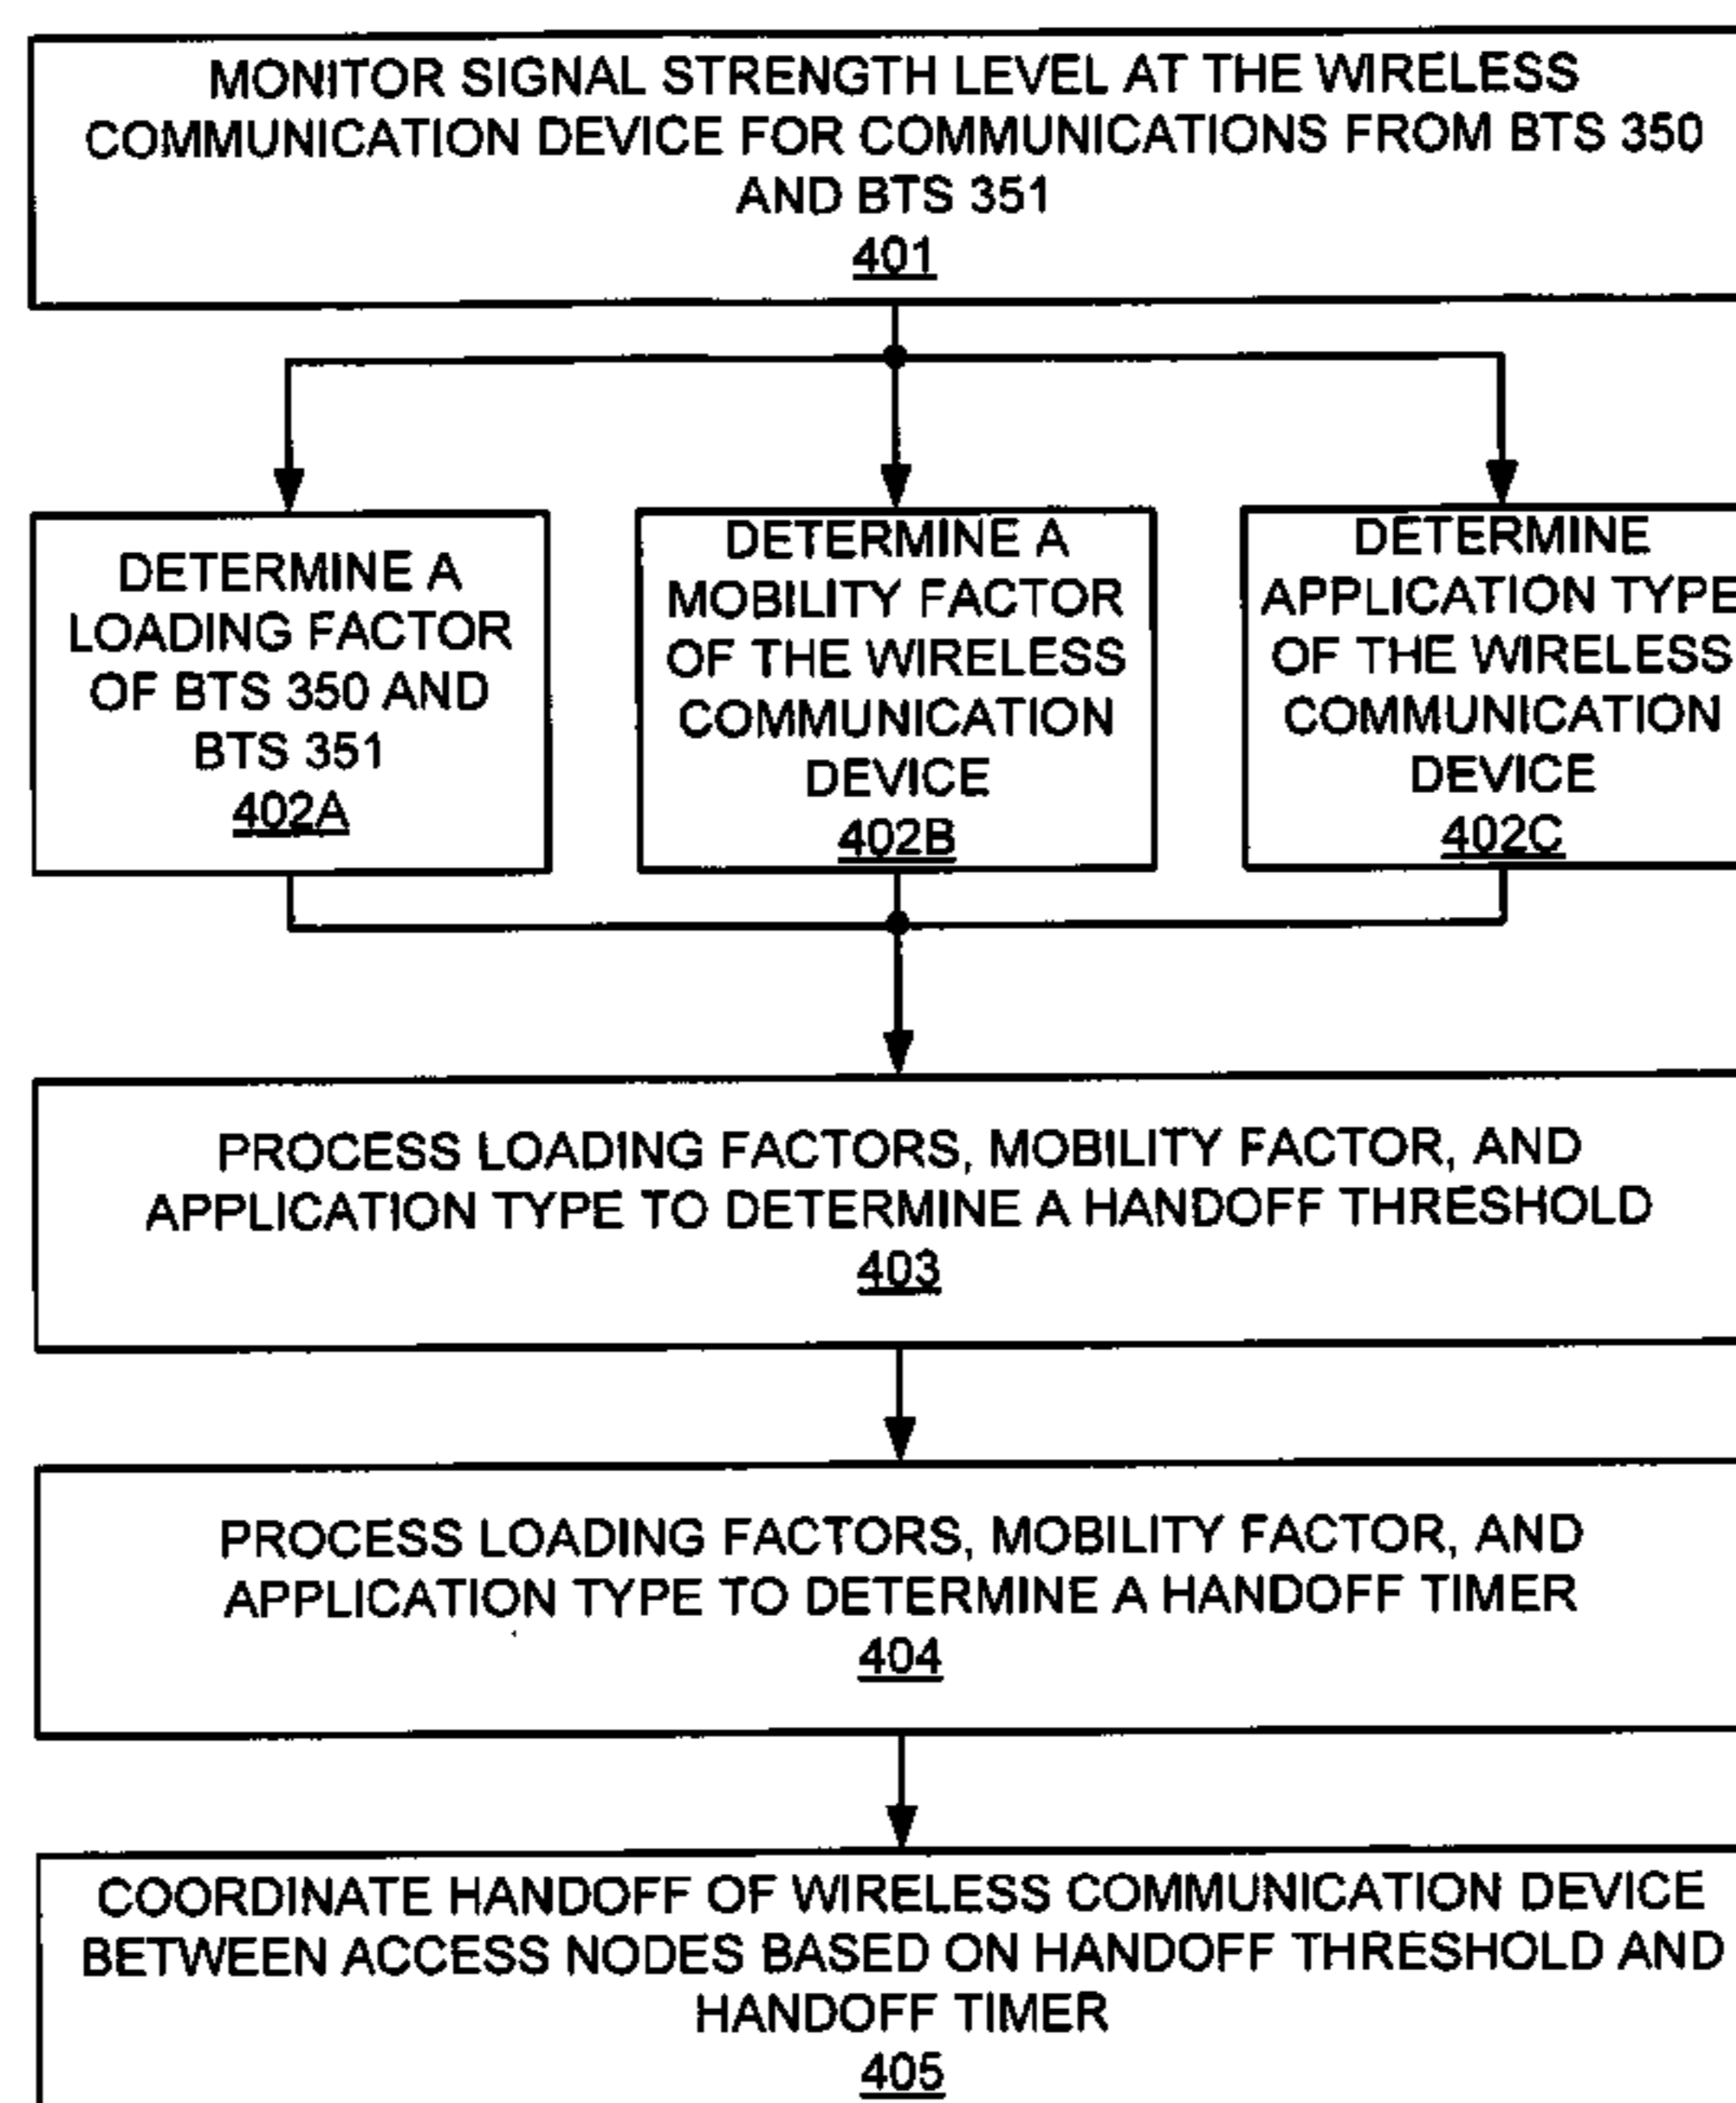 MONITOR SIGNAL STRENGTH LEVEL AT THE WIRELESS
COMMUNICATION DEVICE FOR COMMUNICATIONS FROM BTS 350
AND BTS 351
401
DETERMINE A
LOADING FACTOR
OF BTS 350 AND
BTS 351
402A
DETERMINE A
MOBILITY FACTOR
OF THE WIRELESS
COMMUNICATION
DEVICE
402B
DETERMINE
APPLICATION TYPE
OF THE WIRELESS
COMMUNICATION
DEVICE
402C
PROCESS LOADING FACTORS, MOBILITY FACTOR, AND
APPLICATION TYPE TO DETERMINE A HANDOFF THRESHOLD
403
PROCESS LOADING FACTORS, MOBILITY FACTOR, AND
APPLICATION TYPE TO DETERMINE A HANDOFF TIMER
404
COORDINATE HANDOFF OF WIRELESS COMMUNICATION DEVICE
BETWEEN ACCESS NODES BASED ON HANDOFF THRESHOLD AND
HANDOFF TIMER
405